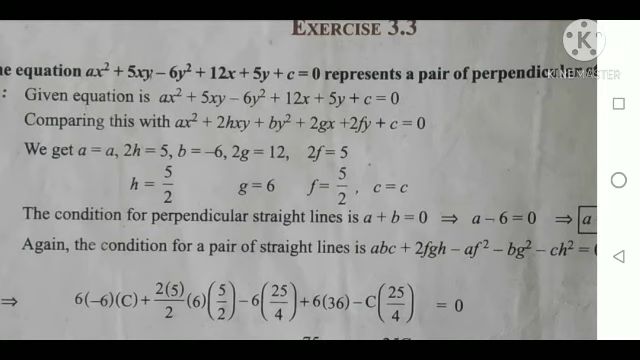 EXERCISE 3.3
K
KINEMASTER
equation ax² + 5xy – 6y² + 12x + 5y + c = 0 represents a pair of perpendicular
: Given equation is ax² + 5xy – 6y² + 12x + 5y + c = 0
Comparing this with ax² + 2hxy + by² + 2gx +2fy + c = 0
We get a = a, 2h = 5, b = –6, 2g = 12, 2f = 5
h = 5/2 g = 6 f = 5/2, c = c
The condition for perpendicular straight lines is a + b = 0 ⇒ a – 6 = 0 ⇒ a
Again, the condition for a pair of straight lines is abc + 2fgh – af² – bg² – ch² =
⇒ 6(–6)(C) + 2(5)/2 (6) (5/2) – 6 (25/4) + 6(36) – C (25/4) = 0